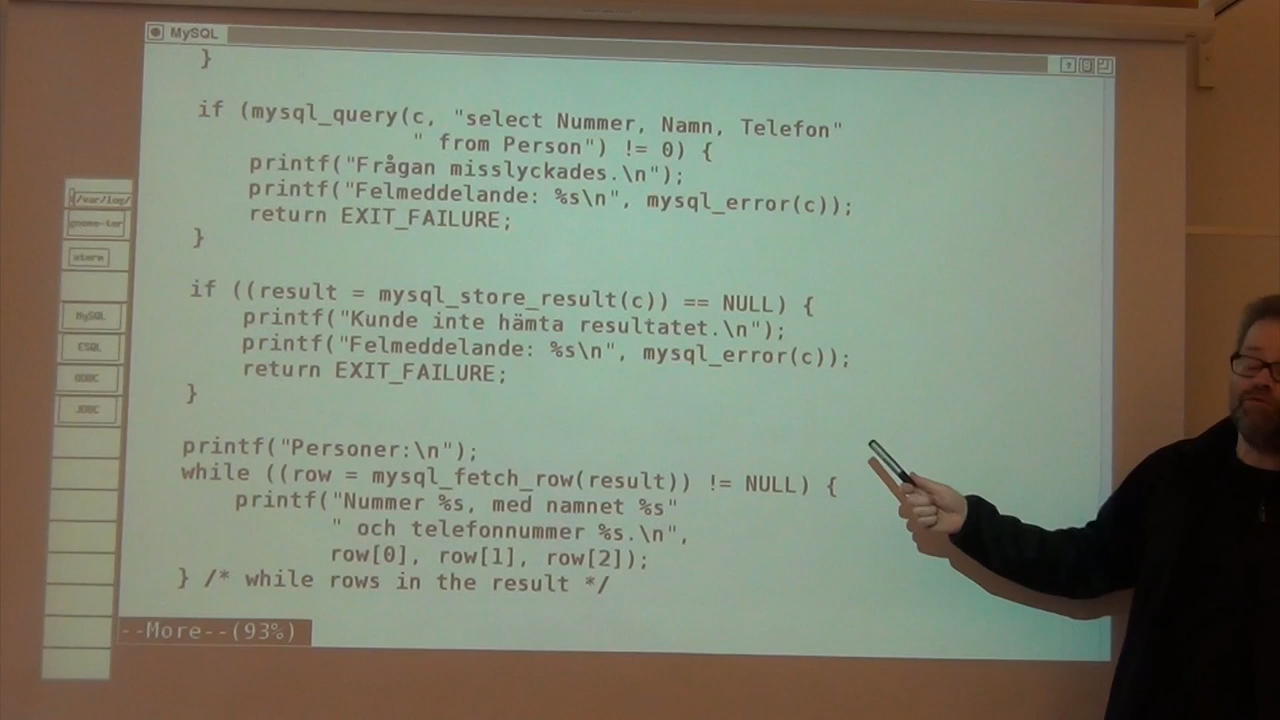 MySQL
}
if (mysql_query(c, "select Nummer, Namn, Telefon"
" from Person") != 0) {
printf("Frågan misslyckades.\n");
printf("Felmeddelande: %s\n", mysql_error(c));
return EXIT_FAILURE;
}
if ((result = mysql_store_result(c)) == NULL) {
printf("Kunde inte hämta resultatet.\n");
printf("Felmeddelande: %s\n", mysql_error(c));
return EXIT_FAILURE;
}
printf("Personer:\n");
while ((row = mysql_fetch_row(result)) != NULL) {
printf("Nummer %s, med namnet %s"
" och telefonnummer %s.\n",
row[0], row[1], row[2]);
} /* while rows in the result */
--More--(93%)
/var/log/
gnome-ter
xterm
MySQL
ESQL
ODBC
JDBC